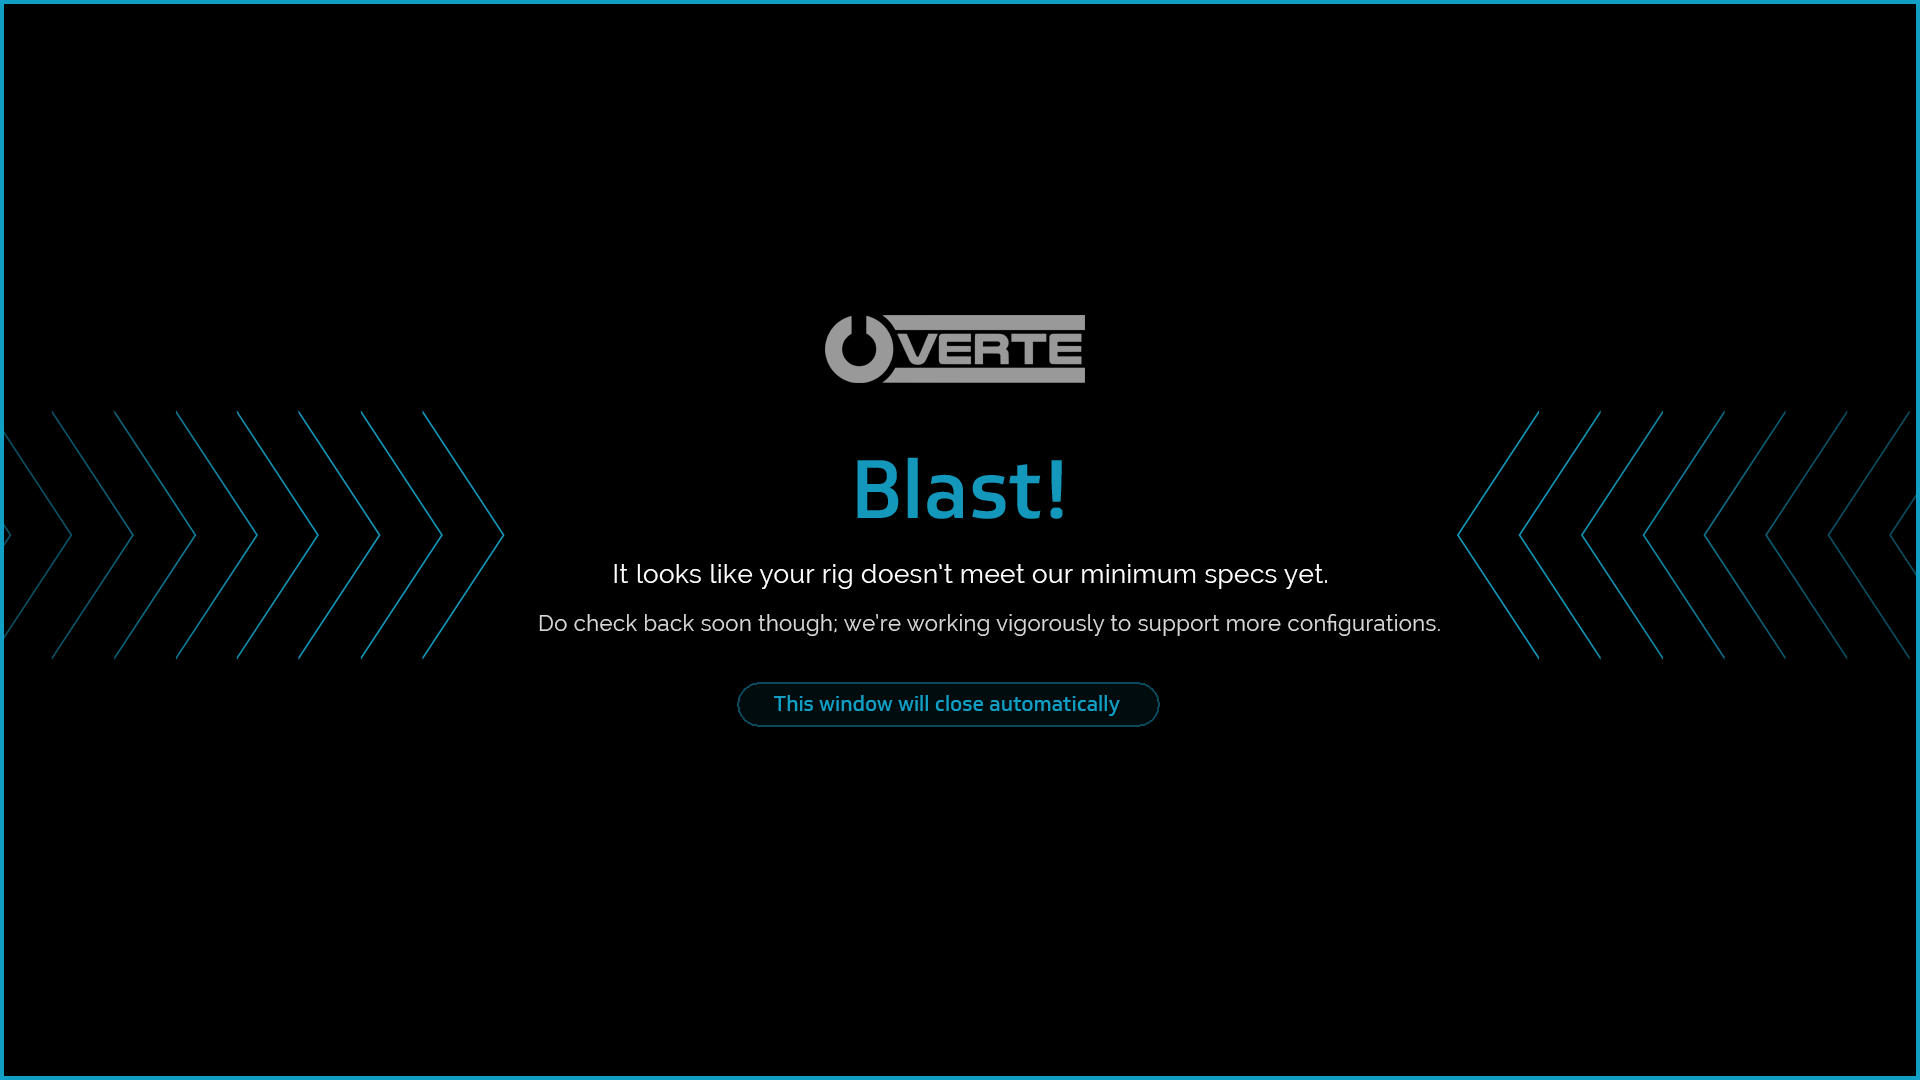 OVERTE
Blast!
It looks like your rig doesn't meet our minimum specs yet.
Do check back soon though; we're working vigorously to support more configurations.
This window will close automatically